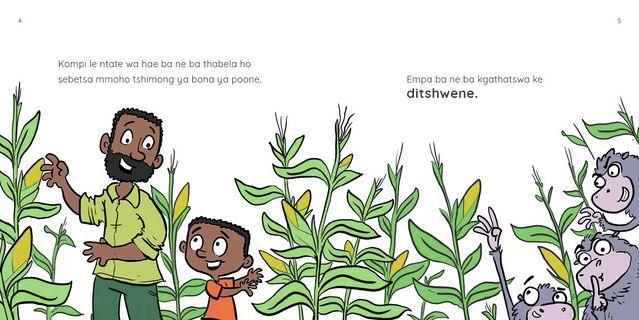 4
5
Kompi le ntate wa hae ba ne ba thabela ho
sebetsa mmoho tshimong ya bona ya poone.
Empa ba ne ba kgathatswa ke
ditshwene.